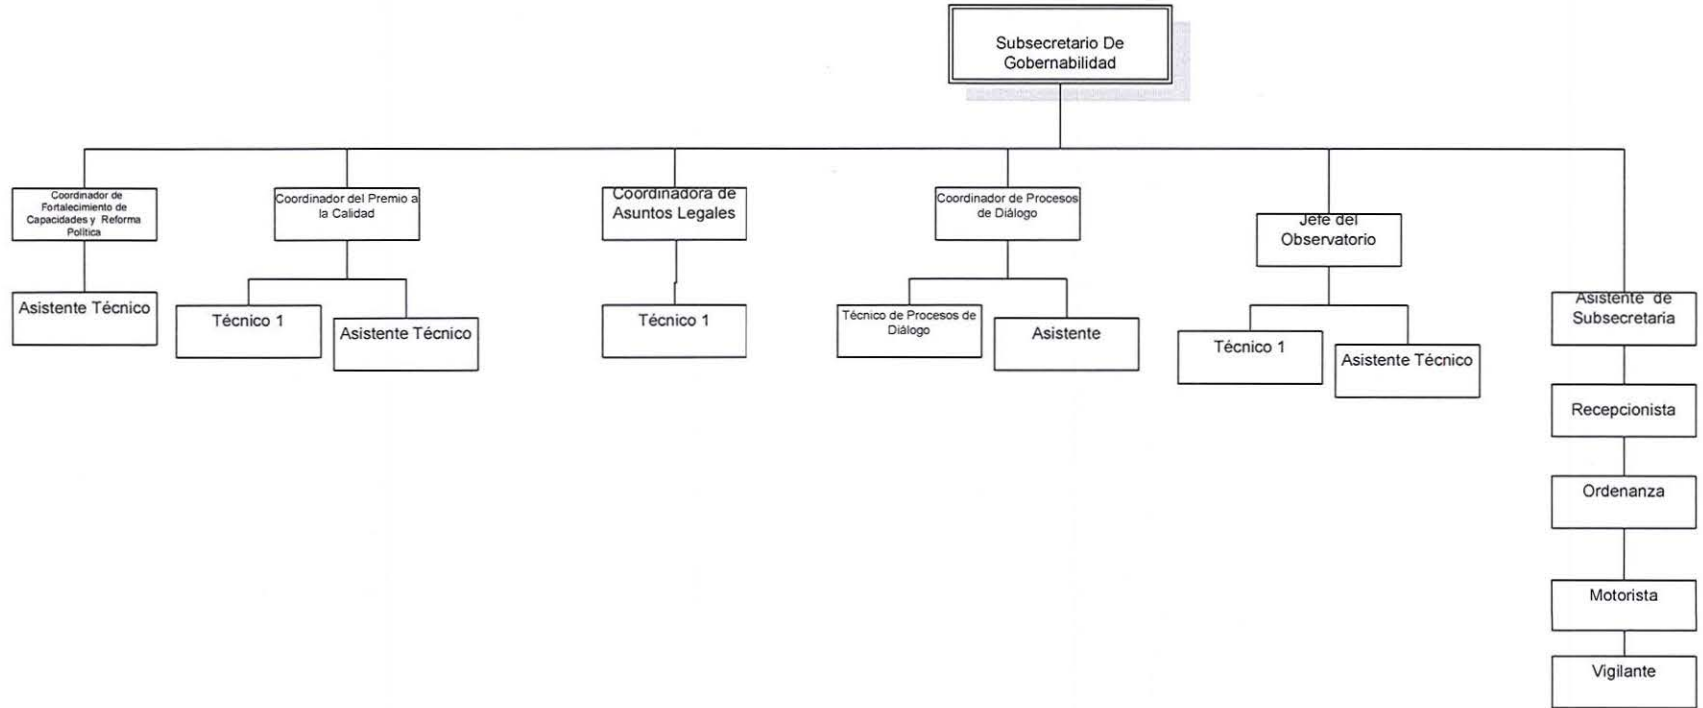 Subsecretario De
Gobernabilidad
Coordinador de
Fortalecimiento de
Capacidades y Reforma
Política
Coordinador del Premio a
la Calidad
Coordinadora de
Asuntos Legales
Coordinador de Procesos
de Diálogo
Jefe del
Observatorio
Asistente Técnico
Técnico 1
Asistente Técnico
Técnico 1
Técnico de Procesos de
Diálogo
Asistente
Técnico 1
Asistente Técnico
Asistente de
Subsecretaria
Recepcionista
Ordenanza
Motorista
Vigilante